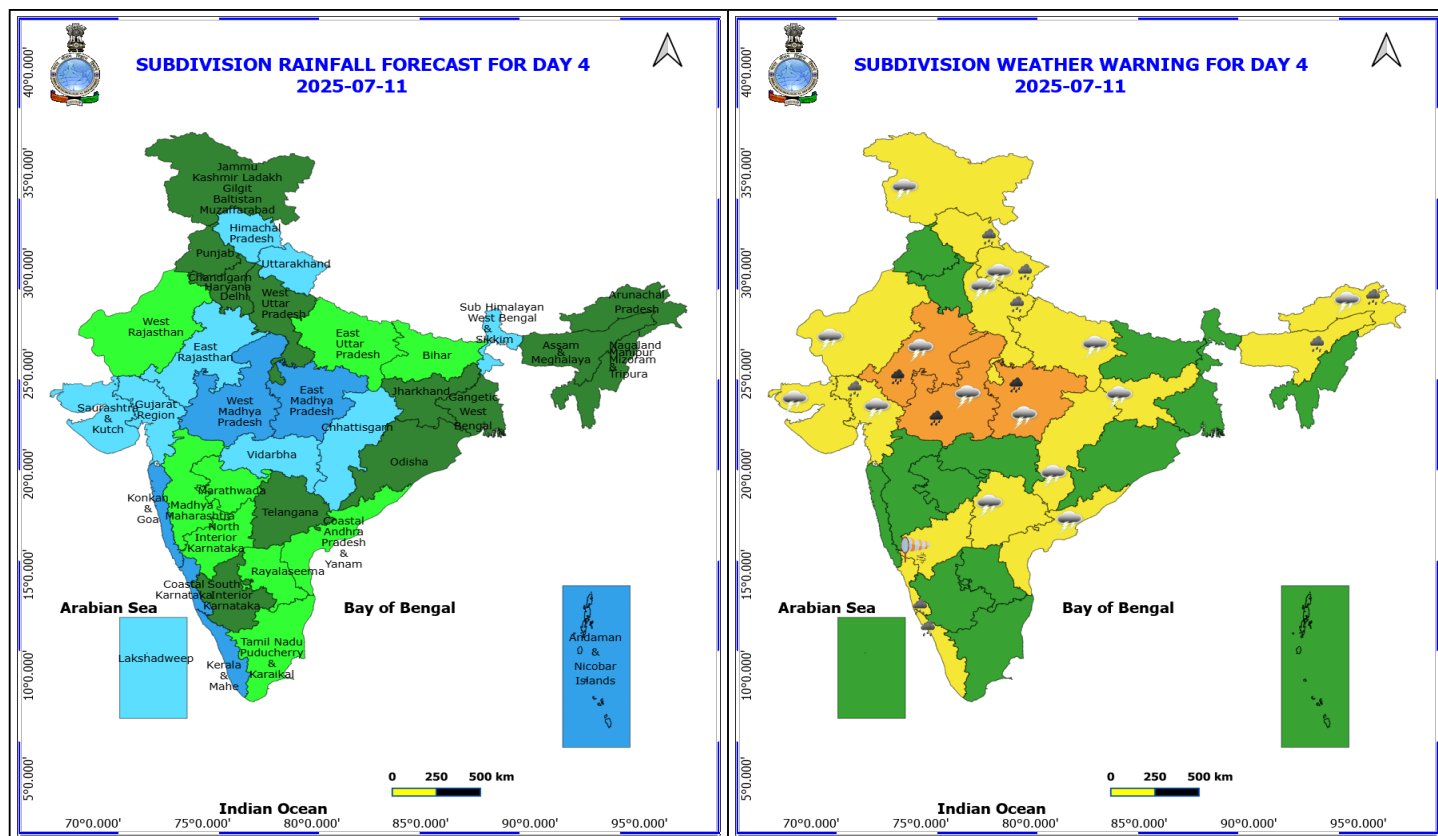 SUBDIVISION RAINFALL FORECAST FOR DAY 4
2025-07-11
40°0.000'
35°0.000'
30°0.000'
25°0.000'
20°0.000'
15°0.000'
10°0.000'
5°0.000'
Jammu
Kashmir Ladakh
Gilgit
Baltistan
Muzaffarabad
Himachal
Pradesh
Punjab
Uttarakhand
Chandigarh
Haryana
Delhi
West
Uttar
Pradesh
West
Rajasthan
East
Rajasthan
East
Uttar
Pradesh
Bihar
Sub Himalayan
West Bengal
&
Sikkim
Arunachal
Pradesh
Assam
&
Meghalaya
Nagaland
Manipur
Mizoram
&
Tripura
Saurashtra
&
Kutch
Gujarat
Region
West
Madhya
Pradesh
East
Madhya
Pradesh
Jharkhand
Gangetic
West
Bengal
Chhattisgarh
Vidarbha
Odisha
Konkan
&
Goa
Madhya
Maharashtra
Marathwada
Telangana
North
Interior
Karnataka
Coastal
Andhra
Pradesh
&
Yanam
Rayalaseema
Coastal
Karnataka
South
Interior
Karnataka
Tamil Nadu
Puducherry
&
Karaikal
Kerala
&
Mahe
Lakshadweep
Andaman
&
Nicobar
Islands
Arabian Sea
Bay of Bengal
Indian Ocean
0 250 500 km
70°0.000' 75°0.000' 80°0.000' 85°0.000' 90°0.000' 95°0.000'
SUBDIVISION WEATHER WARNING FOR DAY 4
2025-07-11
40°0.000'
35°0.000'
30°0.000'
25°0.000'
20°0.000'
15°0.000'
10°0.000'
5°0.000'
Arabian Sea
Bay of Bengal
Indian Ocean
0 250 500 km
70°0.000' 75°0.000' 80°0.000' 85°0.000' 90°0.000' 95°0.000'